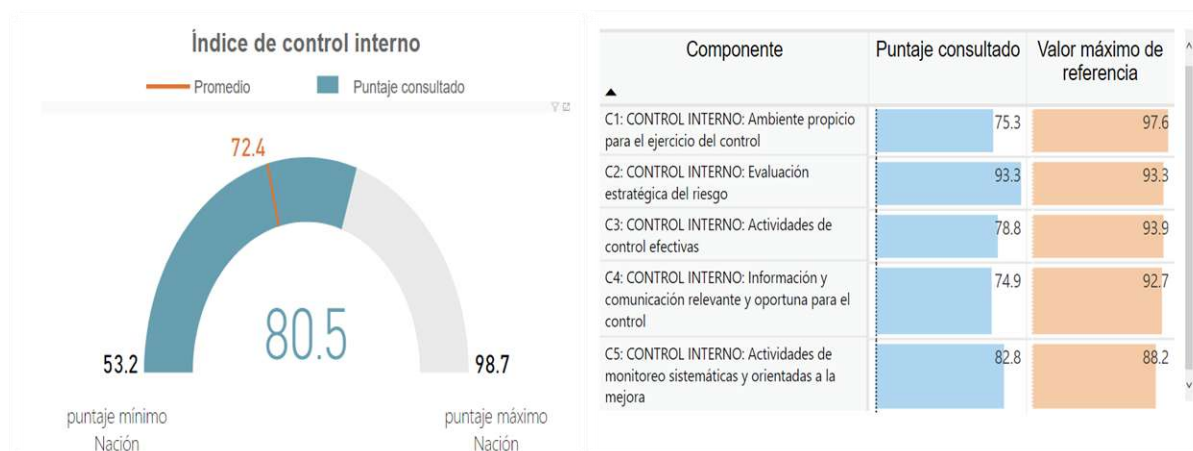 Índice de control interno
Promedio
Puntaje consultado
72.4
80.5
53.2
98.7
puntaje mínimo
Nación
puntaje máximo
Nación
Componente
Puntaje consultado
Valor máximo de
referencia
C1: CONTROL INTERNO: Ambiente propicio
para el ejercicio del control
75.3
97.6
C2: CONTROL INTERNO: Evaluación
estratégica del riesgo
93.3
93.3
C3: CONTROL INTERNO: Actividades de
control efectivas
78.8
93.9
C4: CONTROL INTERNO: Información y
comunicación relevante y oportuna para el
control
74.9
92.7
C5: CONTROL INTERNO: Actividades de
monitoreo sistemáticas y orientadas a la
mejora
82.8
88.2